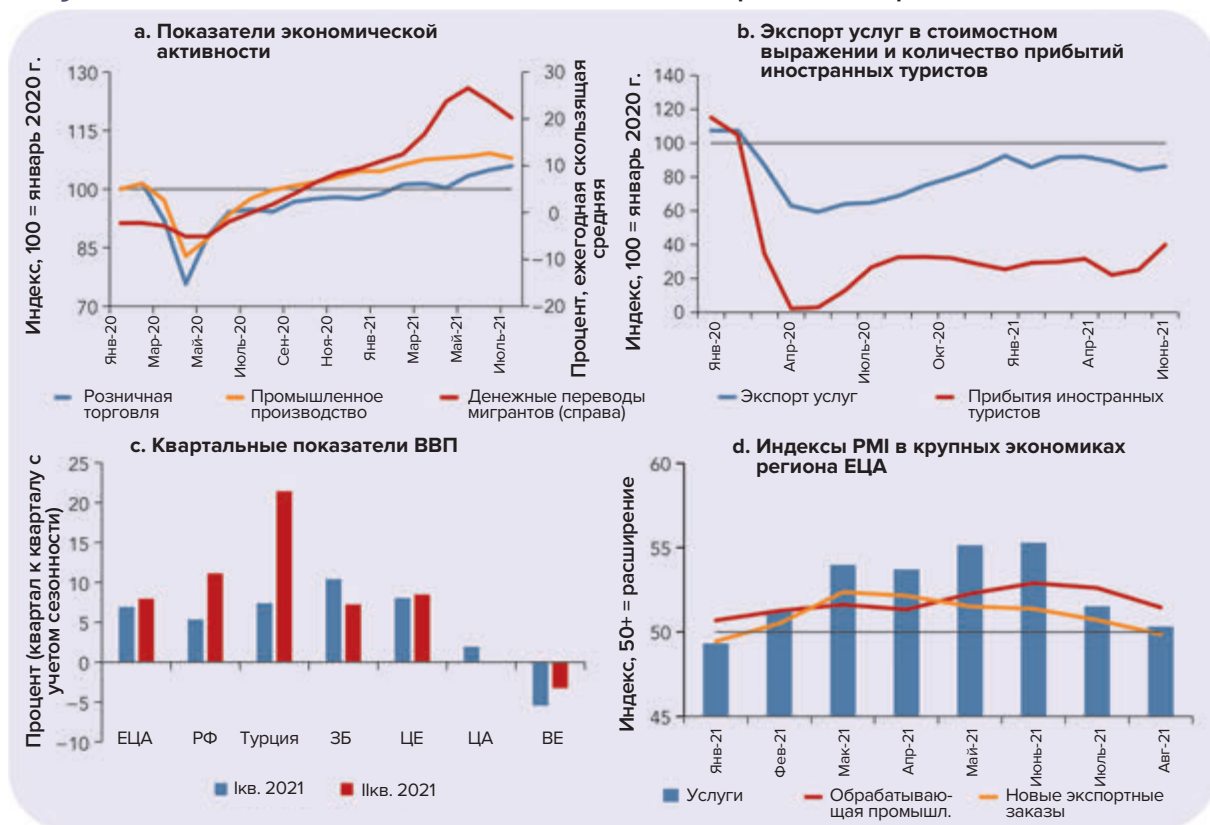 а. Показатели экономической
активности
Индекс, 100 = январь 2020 г.
130
115
100
85
70
30
20
10
0
–10
–20
Процент, ежегодная скользящая
средняя
Янв-20
Мар-20
Май-20
Июль-20
Сен-20
Ноя-20
Янв-21
Мар-21
Май-21
Июль-21
Розничная
торговля
Промышленное
производство
Денежные переводы
мигрантов (справа)
b. Экспорт услуг в стоимостном
выражении и количество прибытий
иностранных туристов
Индекс, 100 = январь 2020 г.
140
120
100
80
60
40
20
0
Янв-20
Апр-20
Июль-20
Окт-20
Янв-21
Апр-21
Июнь-21
Экспорт услуг
Прибытия иностранных
туристов
c. Квартальные показатели ВВП
Процент (квартал к кварталу с
учетом сезонности)
25
20
15
10
5
0
–5
–10
ЕЦА
РФ
Турция
ЗБ
ЦЕ
ЦА
ВЕ
Iкв. 2021
IIкв. 2021
d. Индексы PMI в крупных экономиках
региона ЕЦА
Индекс, 50+ = расширение
60
55
50
45
Янв-21
Фев-21
Мак-21
Апр-21
Май-21
Июнь-21
Июль-21
Авг-21
Услуги
Обрабатываю-
щая промышл.
Новые экспортные
заказы